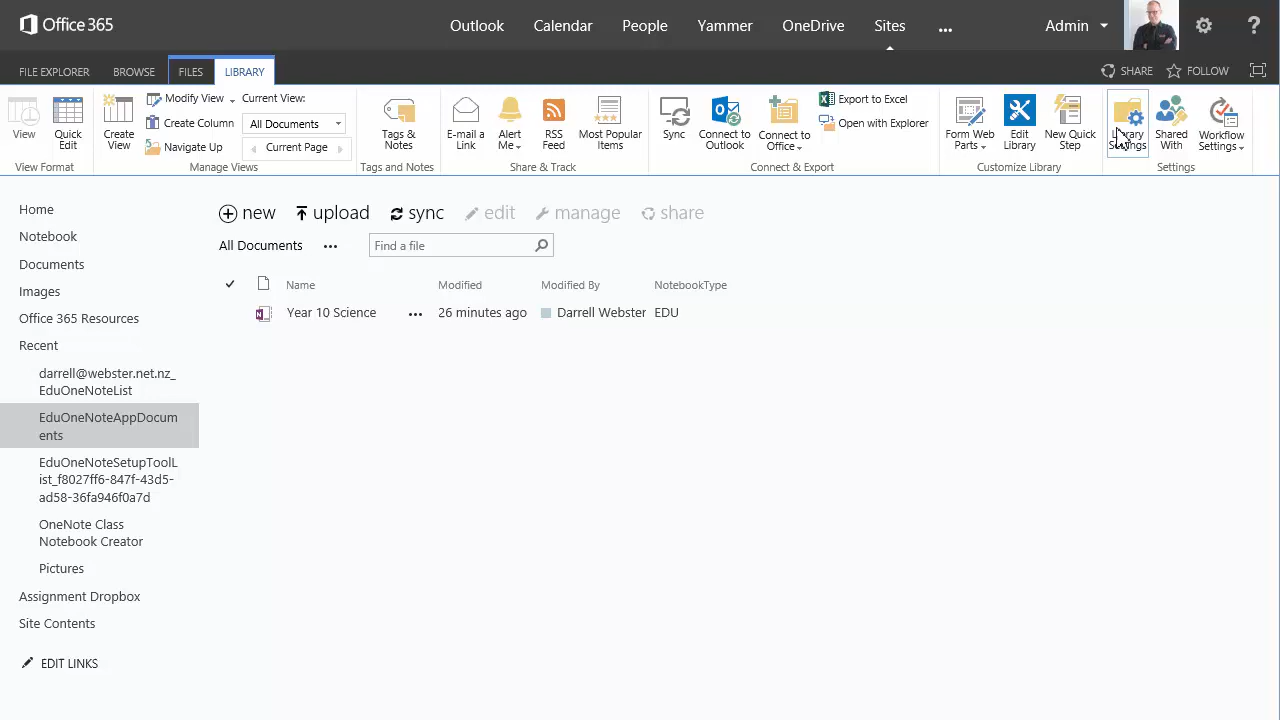 Office 365
Outlook Calendar People Yammer OneDrive Sites ... Admin ?
FILE EXPLORER BROWSE FILES LIBRARY SHARE FOLLOW
View
Quick Edit
View Format
Create View
Modify View
Create Column
Navigate Up
Current View:
All Documents
Current Page
Manage Views
Tags & Notes
Tags and Notes
E-mail a Link
Alert Me
RSS Feed
Most Popular Items
Share & Track
Sync
Connect to Outlook
Connect to Office
Export to Excel
Open with Explorer
Connect & Export
Form Web Parts
Edit Library
New Quick Step
Customize Library
Library Settings
Shared With
Workflow Settings
Settings
Home
Notebook
Documents
Images
Office 365 Resources
Recent
darrell@webster.net.nz_
EduOneNoteList
EduOneNoteAppDocum
ents
EduOneNoteSetupToolL
ist_f8027ff6-847f-43d5-
ad58-36fa946f0a7d
OneNote Class
Notebook Creator
Pictures
Assignment Dropbox
Site Contents
EDIT LINKS
new upload sync edit manage share
All Documents ... Find a file
Name Modified Modified By NotebookType
Year 10 Science ... 26 minutes ago Darrell Webster EDU